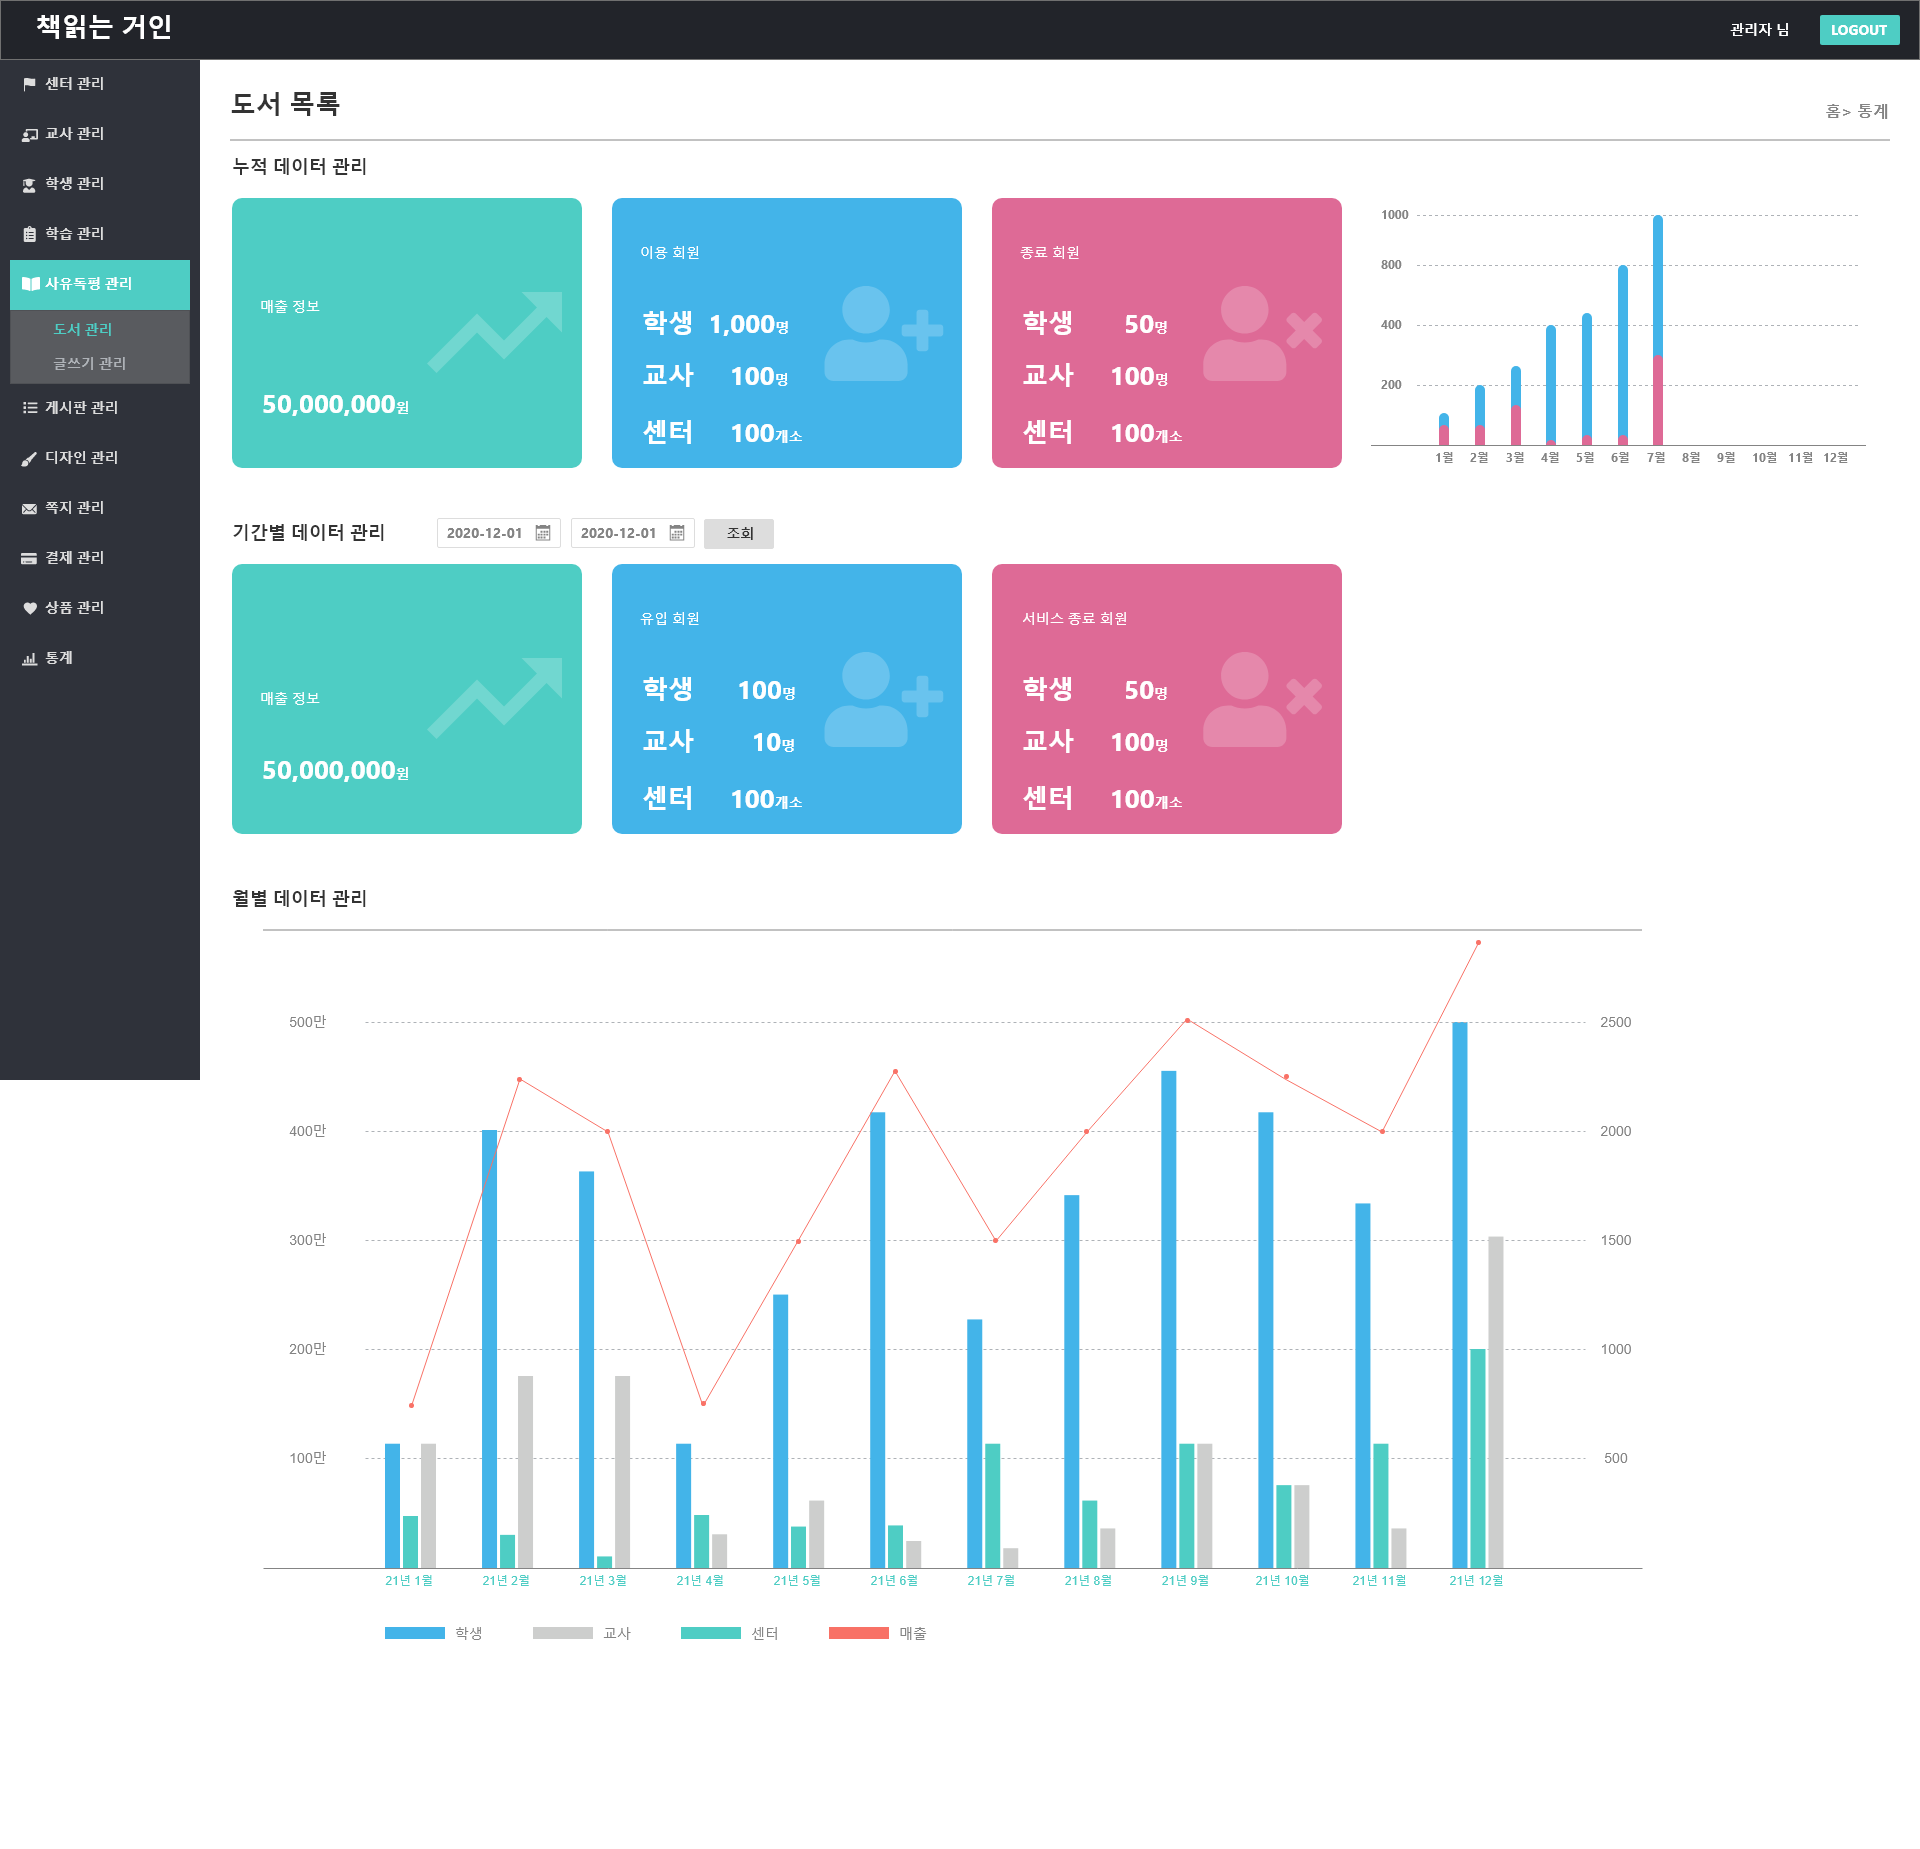 책읽는 거인
관리자 님
LOGOUT
센터 관리
교사 관리
학생 관리
학습 관리
사유독평 관리
도서 관리
글쓰기 관리
게시판 관리
디자인 관리
쪽지 관리
결제 관리
상품 관리
통계
도서 목록
홈> 통계
누적 데이터 관리
매출 정보
50,000,000원
이용 회원
학생 1,000명
교사 100명
센터 100개소
종료 회원
학생 50명
교사 100명
센터 100개소
1000
800
400
200
1월 2월 3월 4월 5월 6월 7월 8월 9월 10월 11월 12월
기간별 데이터 관리
2020-12-01
2020-12-01
조회
매출 정보
50,000,000원
유입 회원
학생 100명
교사 10명
센터 100개소
서비스 종료 회원
학생 50명
교사 100명
센터 100개소
월별 데이터 관리
500만 2500
400만 2000
300만 1500
200만 1000
100만 500
21년 1월 21년 2월 21년 3월 21년 4월 21년 5월 21년 6월 21년 7월 21년 8월 21년 9월 21년 10월 21년 11월 21년 12월
학생 교사 센터 매출